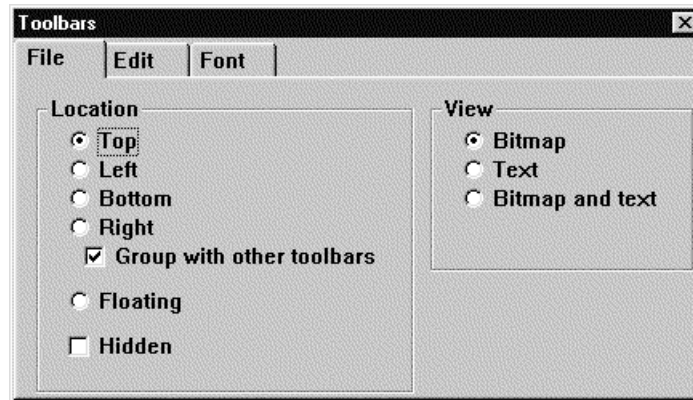 Toolbars
File Edit Font
Location
Top
Left
Bottom
Right
Group with other toolbars
Floating
Hidden
View
Bitmap
Text
Bitmap and text